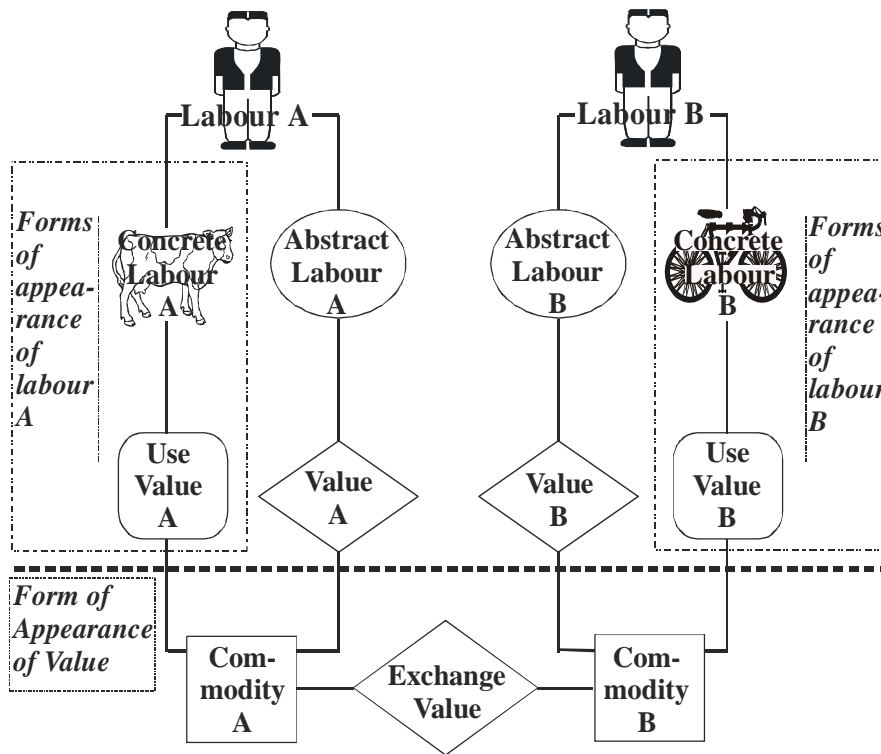 Labour A
Labour B
Forms
of
appea-
rance
of
labour
A
Concrete
Labour
A
Abstract
Labour
A
Abstract
Labour
B
Concrete
Labour
B
Forms
of
appea-
rance
of
labour
B
Use
Value
A
Value
A
Value
B
Use
Value
B
Form of
Appearance
of Value
Com-
modity
A
Exchange
Value
Com-
modity
B